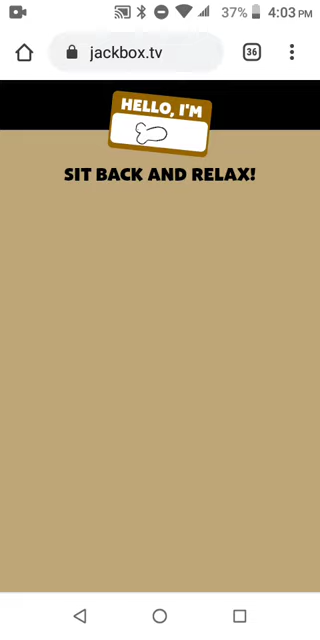 37% 4:03 PM
jackbox.tv 36
HELLO, I'M
SIT BACK AND RELAX!